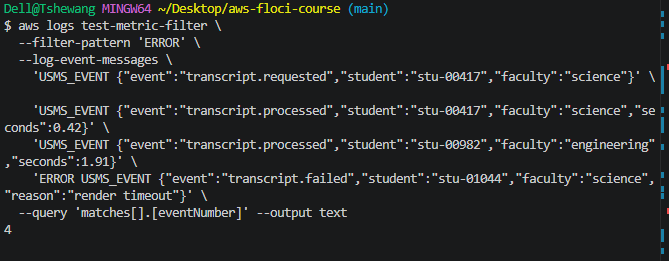 Dell@Tshewang MINGW64 ~/Desktop/aws-floci-course (main)
$ aws logs test-metric-filter \
  --filter-pattern 'ERROR' \
  --log-event-messages \
    'USMS_EVENT {"event":"transcript.requested","student":"stu-00417","faculty":"science"}' \

    'USMS_EVENT {"event":"transcript.processed","student":"stu-00417","faculty":"science","se
conds":0.42}' \
    'USMS_EVENT {"event":"transcript.processed","student":"stu-00982","faculty":"engineering"
,"seconds":1.91}' \
    'ERROR USMS_EVENT {"event":"transcript.failed","student":"stu-01044","faculty":"science",
"reason":"render timeout"}' \
  --query 'matches[].[eventNumber]' --output text
4